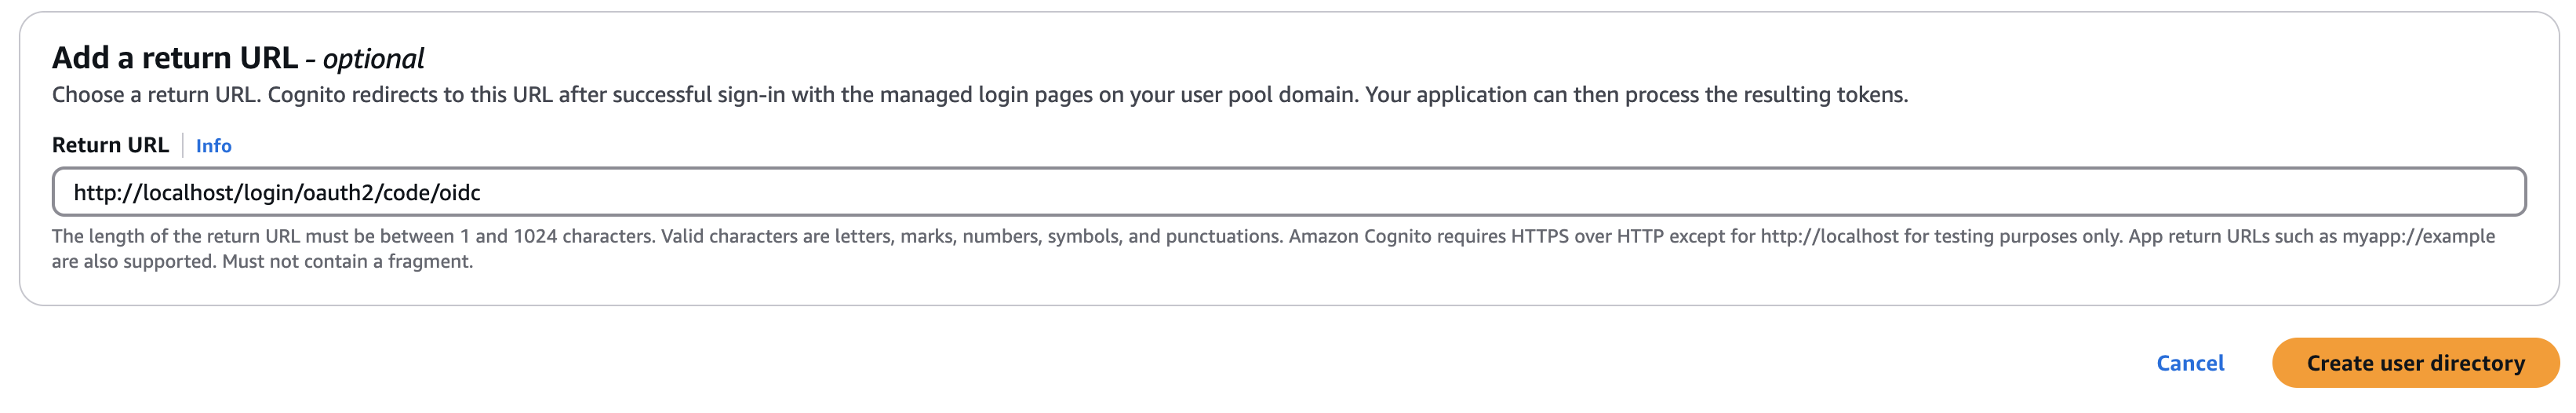 Add a return URL - optional
Choose a return URL. Cognito redirects to this URL after successful sign-in with the managed login pages on your user pool domain. Your application can then process the resulting tokens.
Return URL Info
http://localhost/login/oauth2/code/oidc
The length of the return URL must be between 1 and 1024 characters. Valid characters are letters, marks, numbers, symbols, and punctuations. Amazon Cognito requires HTTPS over HTTP except for http://localhost for testing purposes only. App return URLs such as myapp://example
are also supported. Must not contain a fragment.
Cancel Create user directory